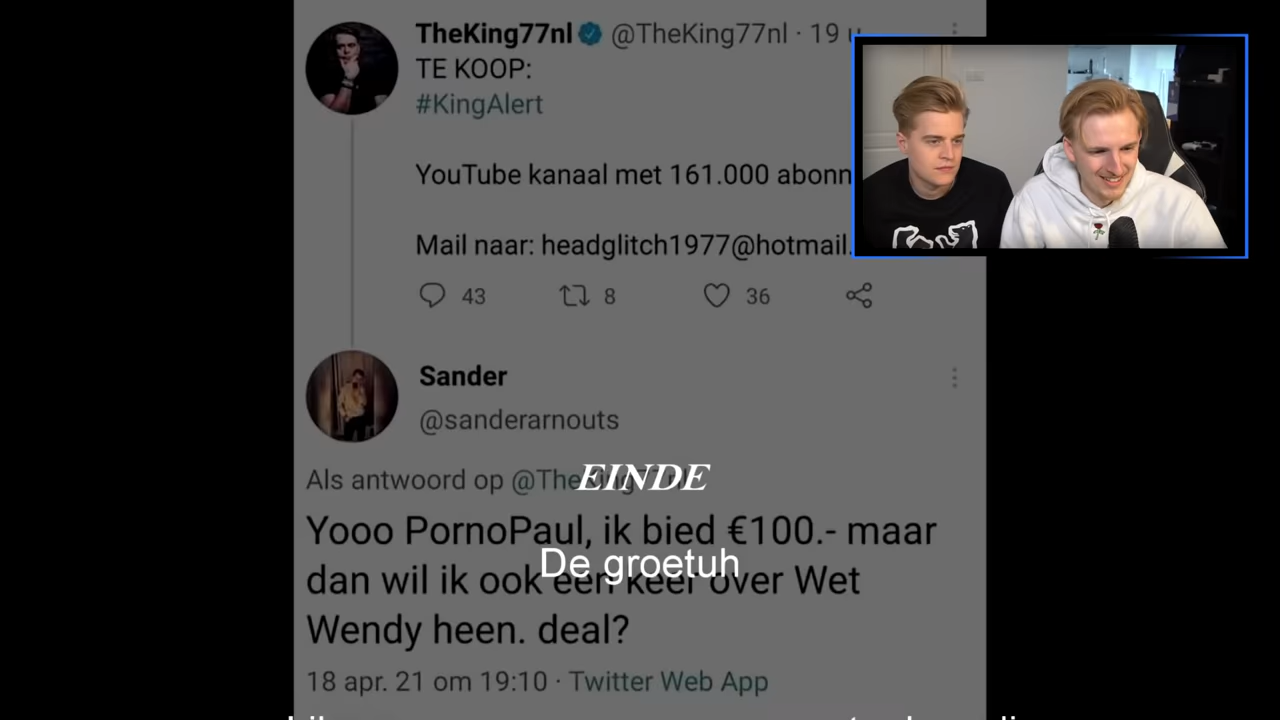 TheKing77nl @TheKing77nl · 19 u
TE KOOP:
#KingAlert
YouTube kanaal met 161.000 abonn
Mail naar: headglitch1977@hotmail.
43 8 36
Sander
@sanderarnouts
Als antwoord op @TheKing77nl
EINDE
Yooo PornoPaul, ik bied €100.- maar
De groetuh
dan wil ik ook een keer over Wet
Wendy heen. deal?
18 apr. 21 om 19:10 · Twitter Web App